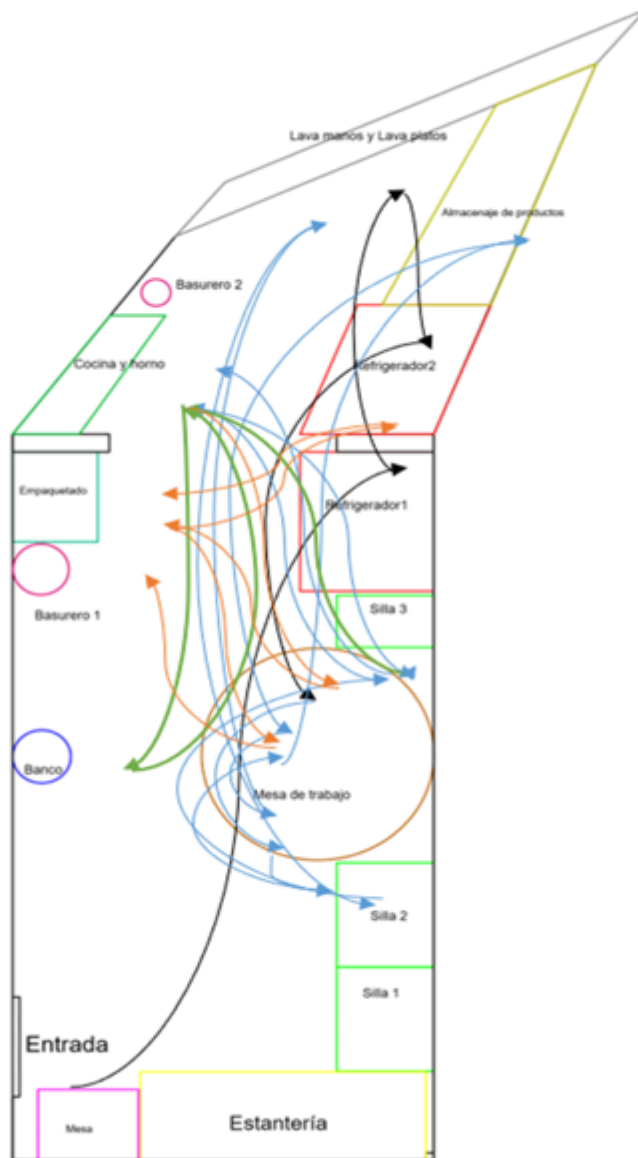 Lava manos y Lava platos
Almacenaje de productos
Basurero 2
Cocina y horno
Refrigerador2
Empaquetado
Refrigerador1
Basurero 1
Silla 3
Banco
Mesa de trabajo
Silla 2
Silla 1
Entrada
Estantería
Mesa